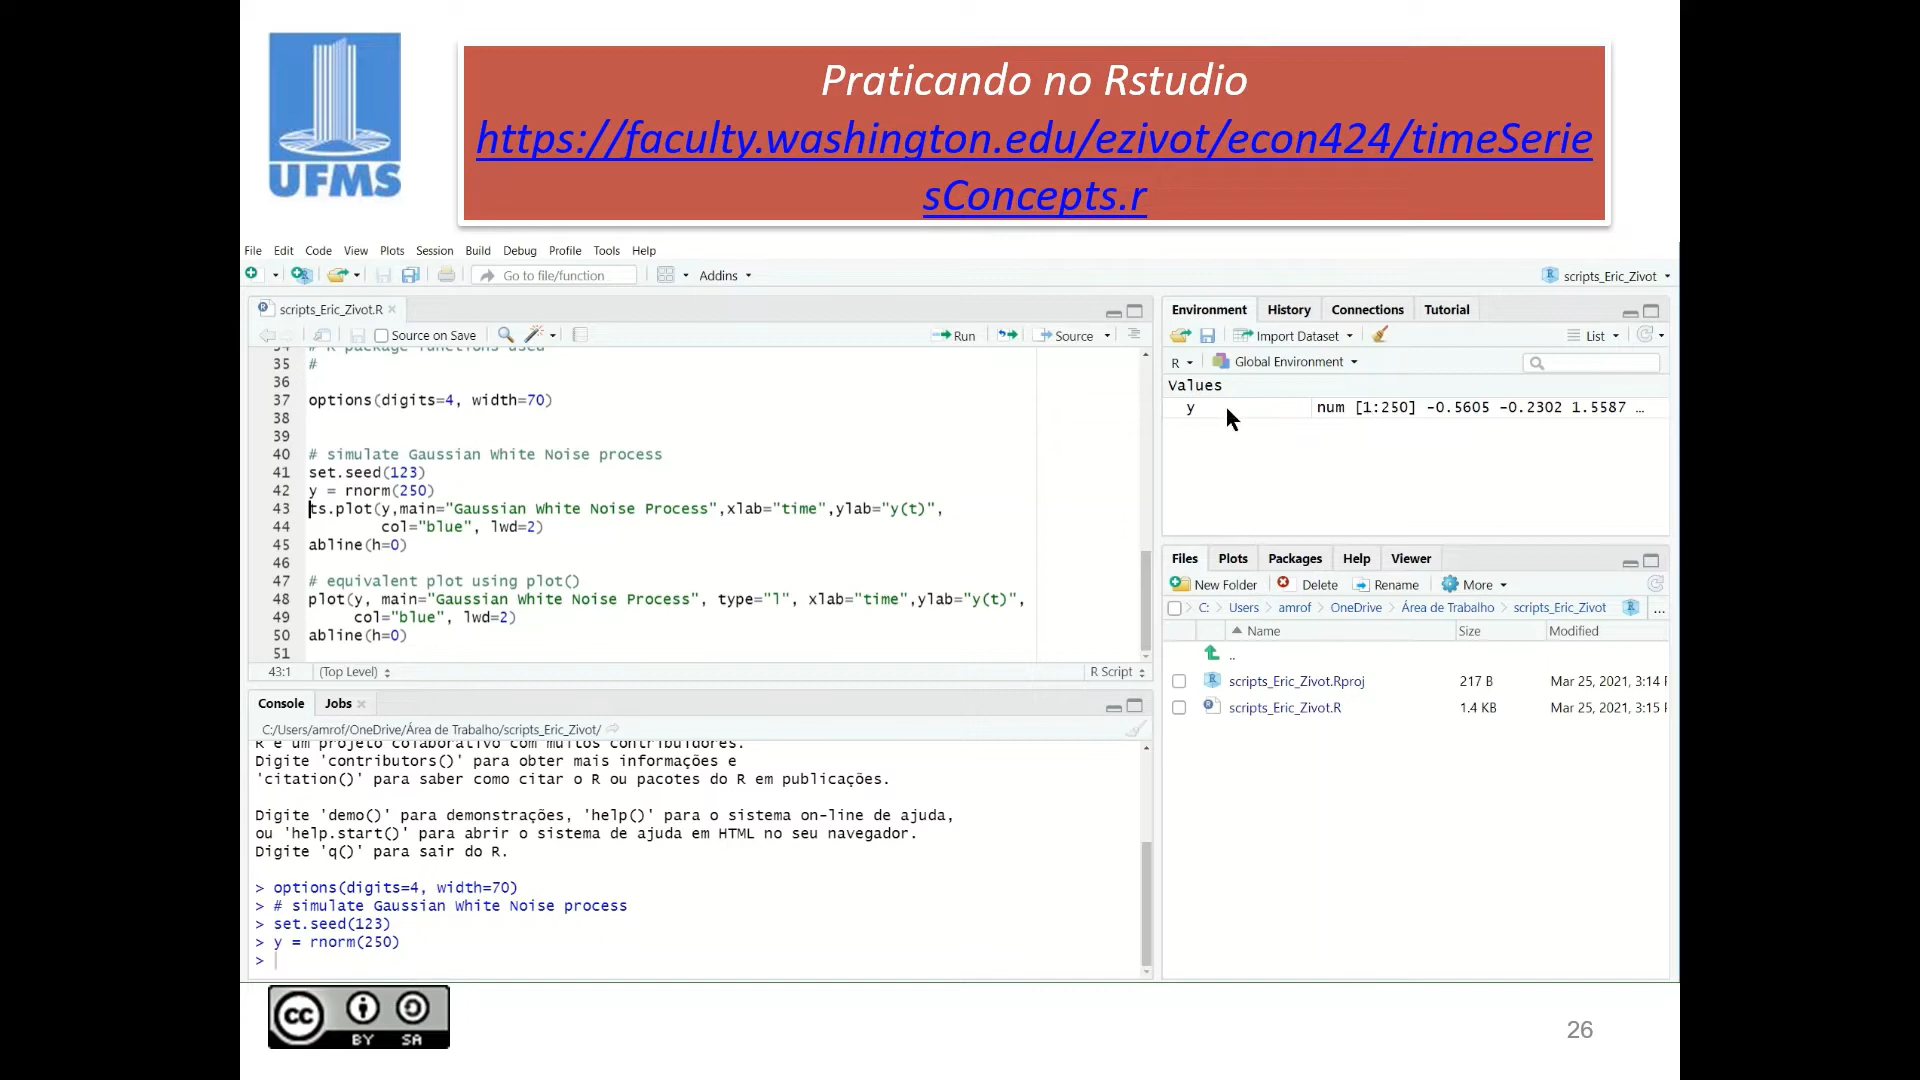 UFMS
Praticando no Rstudio
https://faculty.washington.edu/ezivot/econ424/timeSerie
sConcepts.r
File Edit Code View Plots Session Build Debug Profile Tools Help
Go to file/function Addins scripts_Eric_Zivot
scripts_Eric_Zivot.R
Source on Save Run Source
34 # R package functions used
35 #
36
37 options(digits=4, width=70)
38
39
40 # simulate Gaussian White Noise process
41 set.seed(123)
42 y = rnorm(250)
43 ts.plot(y,main="Gaussian White Noise Process",xlab="time",ylab="y(t)",
44 col="blue", lwd=2)
45 abline(h=0)
46
47 # equivalent plot using plot()
48 plot(y, main="Gaussian White Noise Process", type="l", xlab="time",ylab="y(t)",
49 col="blue", lwd=2)
50 abline(h=0)
51
43:1 (Top Level) R Script
Console Jobs
C:/Users/amrof/OneDrive/Área de Trabalho/scripts_Eric_Zivot/
R é um projeto colaborativo com muitos contribuidores.
Digite 'contributors()' para obter mais informações e
'citation()' para saber como citar o R ou pacotes do R em publicações.
Digite 'demo()' para demonstrações, 'help()' para o sistema on-line de ajuda,
ou 'help.start()' para abrir o sistema de ajuda em HTML no seu navegador.
Digite 'q()' para sair do R.
> options(digits=4, width=70)
> # simulate Gaussian White Noise process
> set.seed(123)
> y = rnorm(250)
>
Environment History Connections Tutorial
Import Dataset List
R Global Environment
Values
y num [1:250] -0.5605 -0.2302 1.5587 …
Files Plots Packages Help Viewer
New Folder Delete Rename More
C: Users amrof OneDrive Área de Trabalho scripts_Eric_Zivot R ...
Name Size Modified
..
scripts_Eric_Zivot.Rproj 217 B Mar 25, 2021, 3:14 P
scripts_Eric_Zivot.R 1.4 KB Mar 25, 2021, 3:15 P
cc BY SA
26